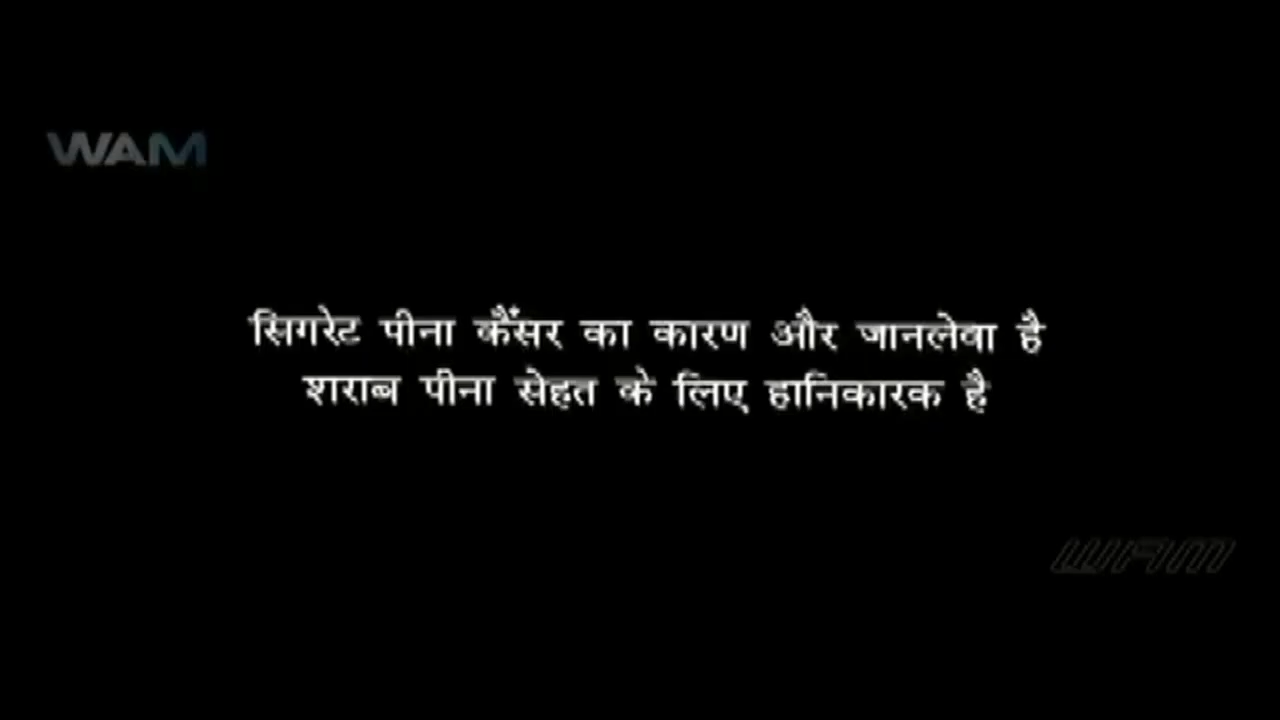 WAM
सिगरेट पीना कैंसर का कारण और जानलेवा है
शराब पीना सेहत के लिए हानिकारक है
WAM